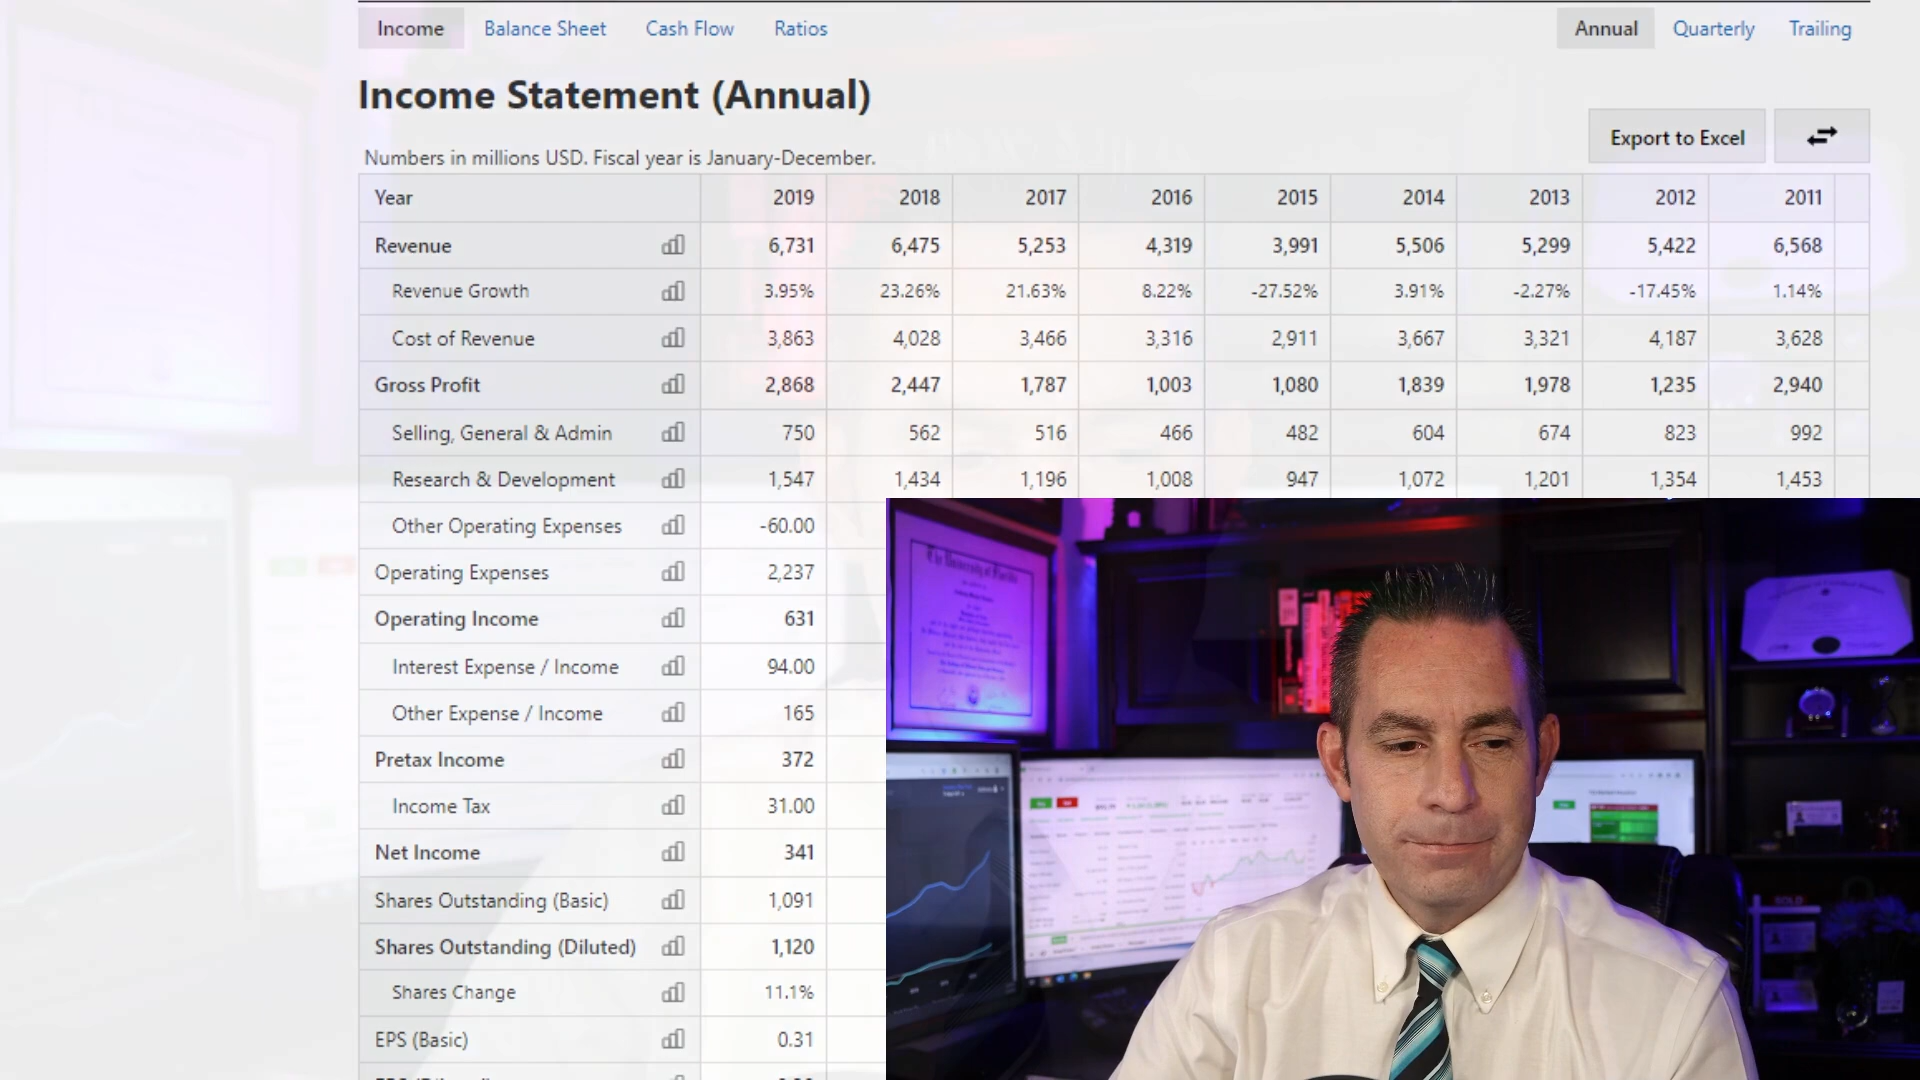 Income Balance Sheet Cash Flow Ratios Annual Quarterly Trailing
Income Statement (Annual)
Export to Excel
Numbers in millions USD. Fiscal year is January-December.
Year 2019 2018 2017 2016 2015 2014 2013 2012 2011
Revenue 6,731 6,475 5,253 4,319 3,991 5,506 5,299 5,422 6,568
Revenue Growth 3.95% 23.26% 21.63% 8.22% -27.52% 3.91% -2.27% -17.45% 1.14%
Cost of Revenue 3,863 4,028 3,466 3,316 2,911 3,667 3,321 4,187 3,628
Gross Profit 2,868 2,447 1,787 1,003 1,080 1,839 1,978 1,235 2,940
Selling, General & Admin 750 562 516 466 482 604 674 823 992
Research & Development 1,547 1,434 1,196 1,008 947 1,072 1,201 1,354 1,453
Other Operating Expenses -60.00
Operating Expenses 2,237
Operating Income 631
Interest Expense / Income 94.00
Other Expense / Income 165
Pretax Income 372
Income Tax 31.00
Net Income 341
Shares Outstanding (Basic) 1,091
Shares Outstanding (Diluted) 1,120
Shares Change 11.1%
EPS (Basic) 0.31
The University of Florida
SOLD